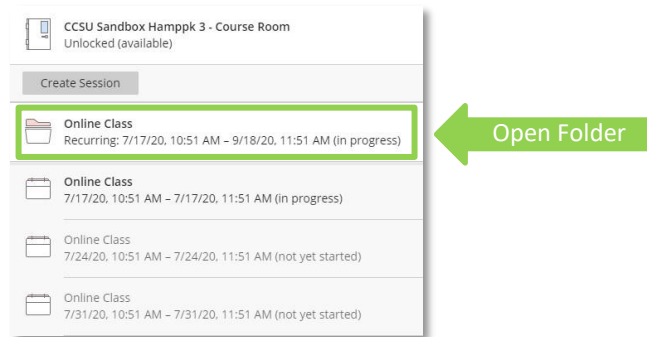 CCSU Sandbox Hamppk 3 - Course Room
Unlocked (available)
Create Session
Online Class
Recurring: 7/17/20, 10:51 AM – 9/18/20, 11:51 AM (in progress)
Open Folder
Online Class
7/17/20, 10:51 AM – 7/17/20, 11:51 AM (in progress)
Online Class
7/24/20, 10:51 AM – 7/24/20, 11:51 AM (not yet started)
Online Class
7/31/20, 10:51 AM – 7/31/20, 11:51 AM (not yet started)